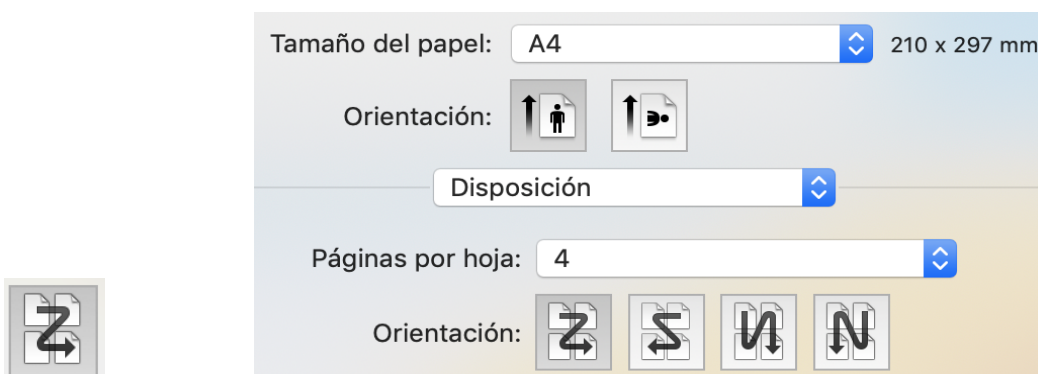 Tamaño del papel: A4 210 x 297 mm
Orientación:
Disposición
Páginas por hoja: 4
Orientación: